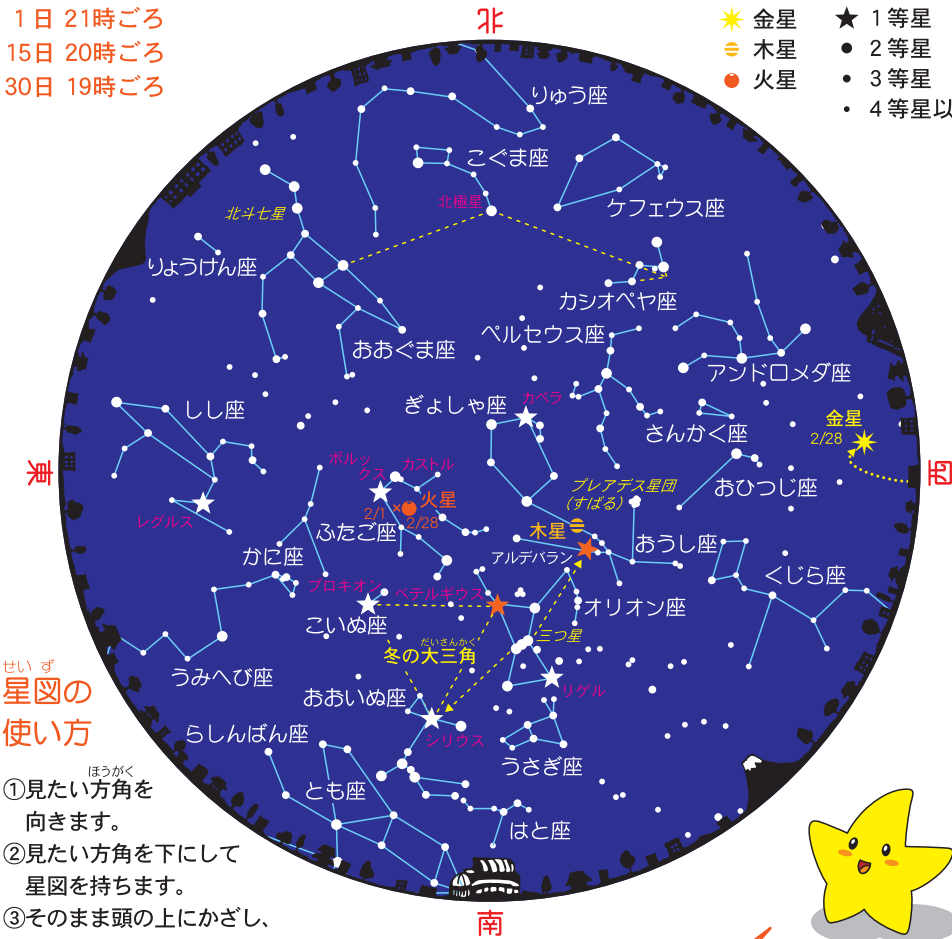 1日 21時ごろ
15日 20時ごろ
30日 19時ごろ
北
金星
木星
火星
1等星
2等星
3等星
4等星以
りゅう座
こぐま座
北極星
ケフェウス座
北斗七星
りょうけん座
カシオペヤ座
おおぐま座
ペルセウス座
アンドロメダ座
しし座
ぎょしゃ座
カペラ
さんかく座
金星
2/28
東
西
ポルックス
カストル
火星
2/1
2/28
ふたご座
プレアデス星団
(すばる)
おひつじ座
レグルス
木星
アルデバラン
おうし座
かに座
くじら座
プロキオン
ベテルギウス
オリオン座
こいぬ座
三つ星
だいさんかく
冬の大三角
うみへび座
リゲル
おおいぬ座
シリウス
らしんばん座
うさぎ座
とも座
はと座
南
せいず
星図の
使い方
ほうがく
①見たい方角を
向きます。
②見たい方角を下にして
星図を持ちます。
③そのまま頭の上にかざし、